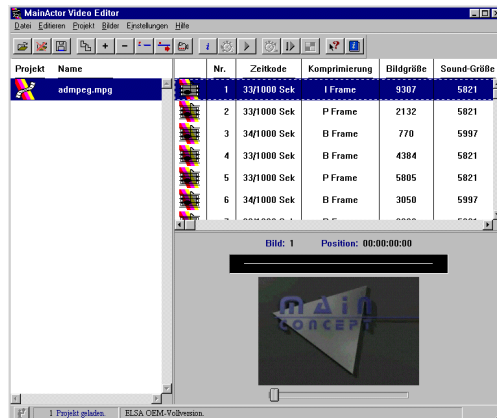 MainActor Video Editor
Datei Editieren Projekt Bilder Einstellungen Hilfe
Projekt Name
Nr. Zeitkode Komprimierung Bildgröße Sound-Größe
admpeg.mpg
1 33/1000 Sek I Frame 9307 5821
2 33/1000 Sek P Frame 2132 5821
3 34/1000 Sek B Frame 770 5997
4 33/1000 Sek B Frame 4384 5821
5 33/1000 Sek P Frame 5805 5821
6 34/1000 Sek B Frame 3050 5997
Bild: 1 Position: 00:00:00:00
MAIN
CONCEPT
1 Projekt geladen. ELSA OEM-Vollversion.